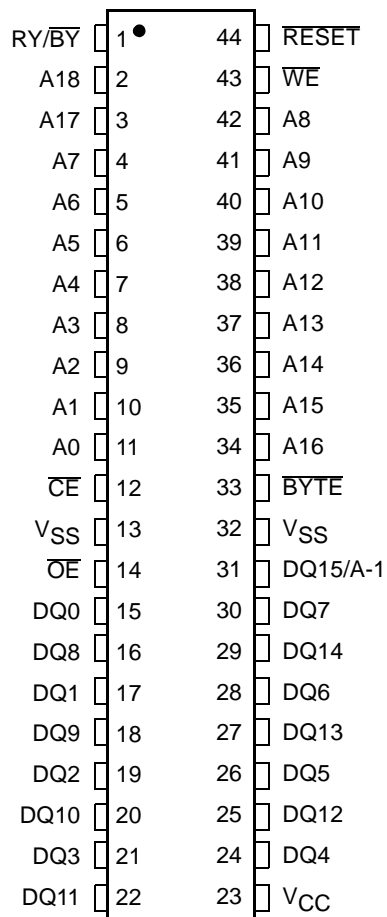 RY/BY 1 44 RESET
A18 2 43 WE
A17 3 42 A8
A7 4 41 A9
A6 5 40 A10
A5 6 39 A11
A4 7 38 A12
A3 8 37 A13
A2 9 36 A14
A1 10 35 A15
A0 11 34 A16
CE 12 33 BYTE
VSS 13 32 VSS
OE 14 31 DQ15/A-1
DQ0 15 30 DQ7
DQ8 16 29 DQ14
DQ1 17 28 DQ6
DQ9 18 27 DQ13
DQ2 19 26 DQ5
DQ10 20 25 DQ12
DQ3 21 24 DQ4
DQ11 22 23 VCC